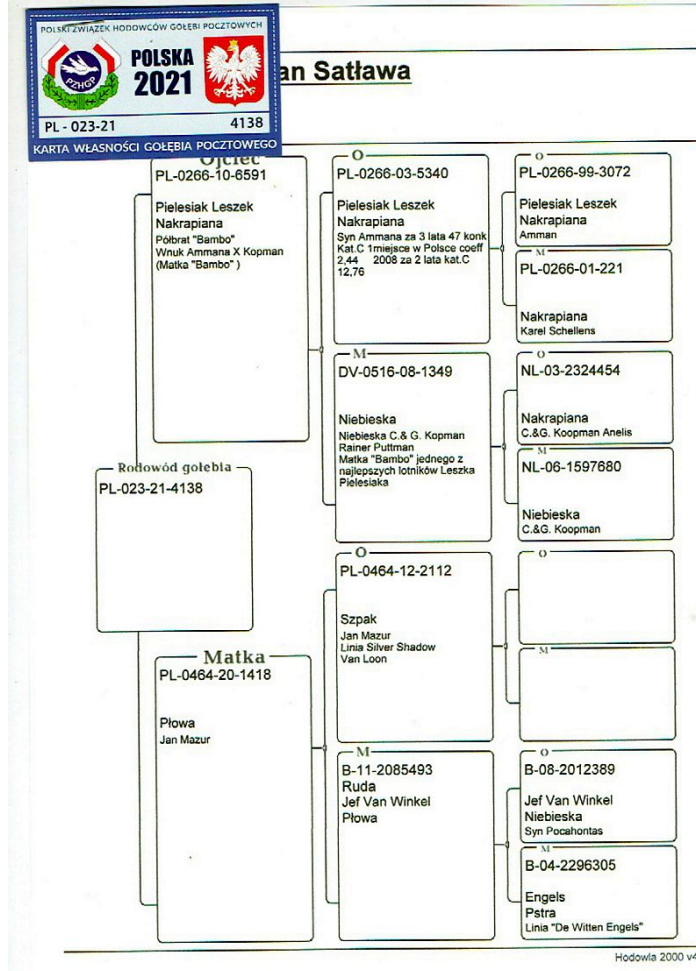 POLSKI ZWIĄZEK HODOWCÓW GOŁĘBI POCZTOWYCH
PZHGP
POLSKA
2021
PL - 023-21
4138
KARTA WŁASNOŚCI GOŁĘBIA POCZTOWEGO
an Satława
Ojciec
PL-0266-10-6591
Pielesiak Leszek
Nakrapiana
Półbrat "Bambo"
Wnuk Ammana X Kopman
(Matka "Bambo" )
O
PL-0266-03-5340
Pielesiak Leszek
Nakrapiana
Syn Ammana za 3 lata 47 konk
Kat.C 1miejsce w Polsce coeff
2,44 2008 za 2 lata kat.C
12,76
O
PL-0266-99-3072
Pielesiak Leszek
Nakrapiana
Amman
M
PL-0266-01-221
Nakrapiana
Karel Schellens
M
DV-0516-08-1349
Niebieska
Niebieska C.& G. Kopman
Rainer Puttman
Matka "Bambo" jednego z
najlepszych lotników Leszka
Pielesiaka
O
NL-03-2324454
Nakrapiana
C.&G. Koopman Anelis
M
NL-06-1597680
Niebieska
C.&G. Koopman
Rodowód gołebia
PL-023-21-4138
O
PL-0464-12-2112
Szpak
Jan Mazur
Linia Silver Shadow
Van Loon
O
M
Matka
PL-0464-20-1418
Płowa
Jan Mazur
M
B-11-2085493
Ruda
Jef Van Winkel
Płowa
O
B-08-2012389
Jef Van Winkel
Niebieska
Syn Pocahontas
M
B-04-2296305
Engels
Pstra
Linia "De Witten Engels"
Hodowla 2000 v4